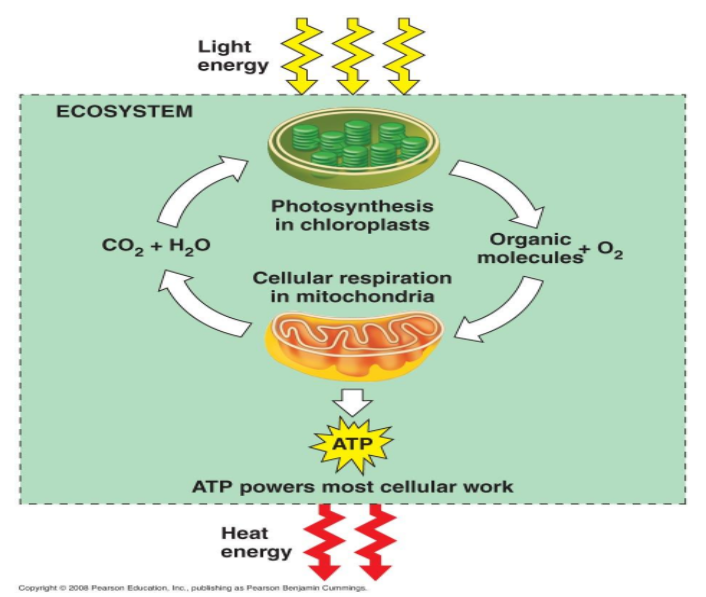 Light
energy
ECOSYSTEM
Photosynthesis
in chloroplasts
CO₂ + H₂O
Organic
molecules + O₂
Cellular respiration
in mitochondria
ATP
ATP powers most cellular work
Heat
energy
Copyright © 2008 Pearson Education, Inc., publishing as Pearson Benjamin Cummings.